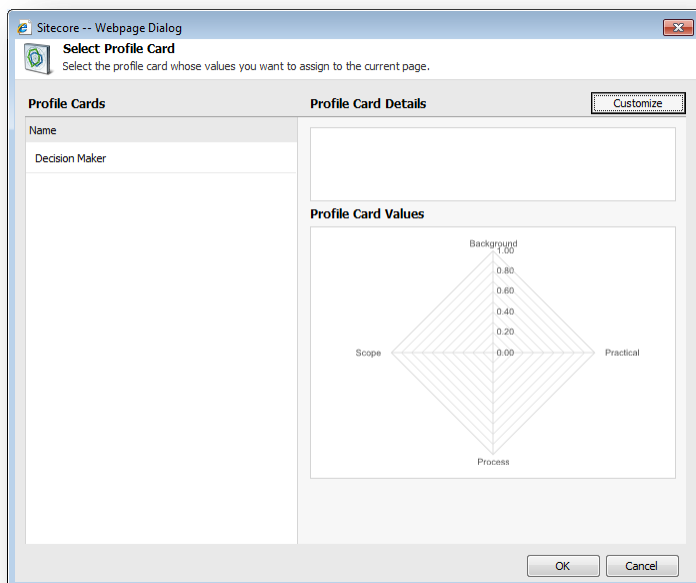 Sitecore -- Webpage Dialog
Select Profile Card
Select the profile card whose values you want to assign to the current page.
Profile Cards
Profile Card Details
Customize
Name
Decision Maker
Profile Card Values
Background
1.00
0.80
0.60
0.40
0.20
Scope
0.00
Practical
Process
OK
Cancel